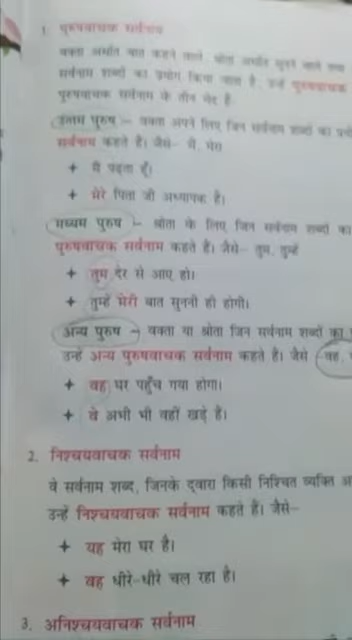 1. पुरुषवाचक सर्वनाम
वक्ता अर्थात बात कहने वाले, श्रोता अर्थात सुनने वाले तथा
सर्वनाम शब्दों का प्रयोग किया जाता है, उन्हें पुरुषवाचक
पुरुषवाचक सर्वनाम के तीन भेद हैं
उत्तम पुरुष – वक्ता अपने लिए जिन सर्वनाम शब्दों का
सर्वनाम कहते हैं। जैसे– मैं, मेरा
+ मैं पढ़ता हूँ।
+ मेरे पिता जी अध्यापक हैं।
मध्यम पुरुष – श्रोता के लिए जिन सर्वनाम शब्दों का
पुरुषवाचक सर्वनाम कहते हैं। जैसे– तुम, तुम्हें
+ तुम देर से आए हो।
+ तुम्हें मेरी बात सुननी ही होगी।
अन्य पुरुष – वक्ता या श्रोता जिन सर्वनाम शब्दों का
उन्हें अन्य पुरुषवाचक सर्वनाम कहते हैं। जैसे– वह,
+ वह घर पहुँच गया होगा।
+ वे अभी भी वहीं खड़े हैं।
2. निश्चयवाचक सर्वनाम
वे सर्वनाम शब्द, जिनके द्वारा किसी निश्चित व्यक्ति
उन्हें निश्चयवाचक सर्वनाम कहते हैं। जैसे–
+ यह मेरा घर है।
+ वह धीरे-धीरे चल रहा है।
3. अनिश्चयवाचक सर्वनाम